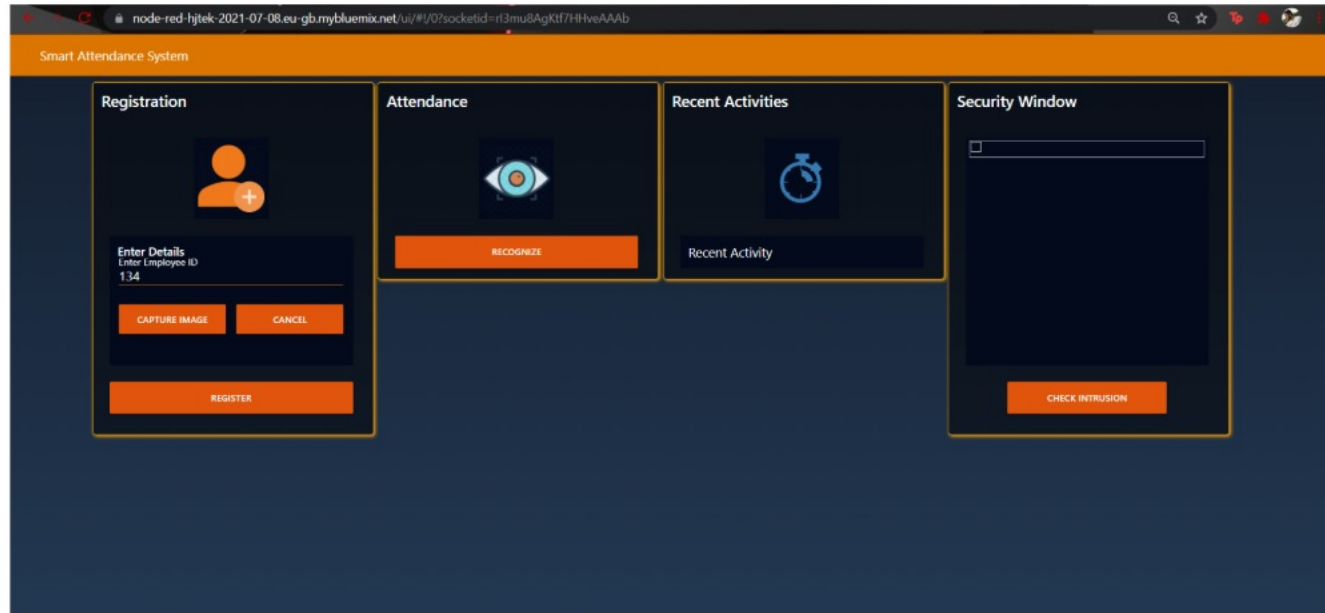 node-red-hjtek-2021-07-08.eu-gb.mybluemix.net/ui/#!/0?socketid=rI3mu8AgKtf7HHveAAAb
Tp
Smart Attendance System
Registration
Enter Details
Enter Employee ID
134
CAPTURE IMAGE
CANCEL
REGISTER
Attendance
RECOGNIZE
Recent Activities
Recent Activity
Security Window
CHECK INTRUSION